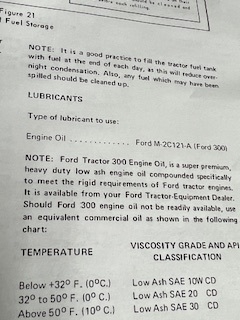 Figure 21
Fuel Storage
NOTE: It is a good practice to fill the tractor fuel tank
with fuel at the end of each day, as this will reduce over-
night condensation. Also, any fuel which may have been
spilled should be cleaned up.
LUBRICANTS
Type of lubricant to use:
Engine Oil ............. Ford M-2C121-A (Ford 300)
NOTE: Ford Tractor 300 Engine Oil, is a super premium,
heavy duty low ash engine oil compounded specifically
to meet the rigid requirements of Ford tractor engines.
It is available from your Ford Tractor-Equipment Dealer.
Should Ford 300 engine oil not be readily available, use
an equivalent commercial oil as shown in the following
chart:
TEMPERATURE VISCOSITY GRADE AND API
CLASSIFICATION
Below +32° F. (0°C.) Low Ash SAE 10W CD
32° to 50° F. (0° C.) Low Ash SAE 20 CD
Above 50° F. (10° C.) Low Ash SAE 30 CD